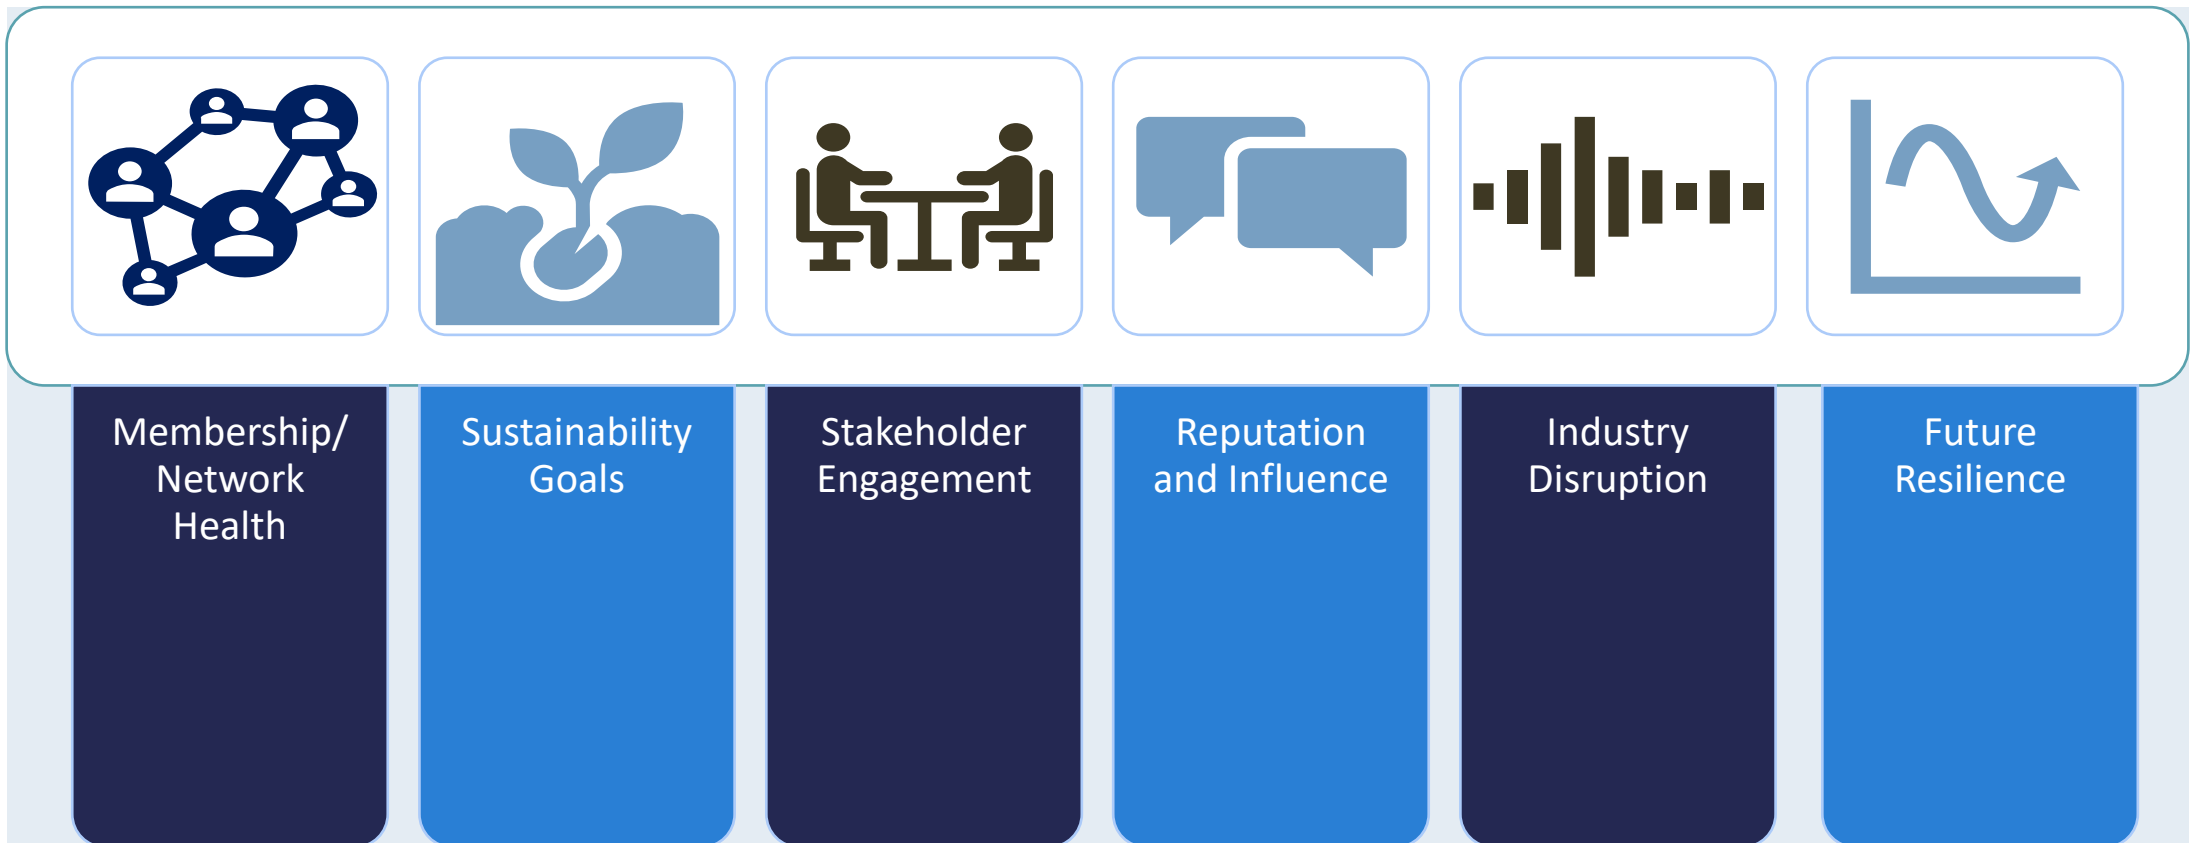 Membership/
Network
Health
Sustainability
Goals
Stakeholder
Engagement
Reputation
and Influence
Industry
Disruption
Future
Resilience